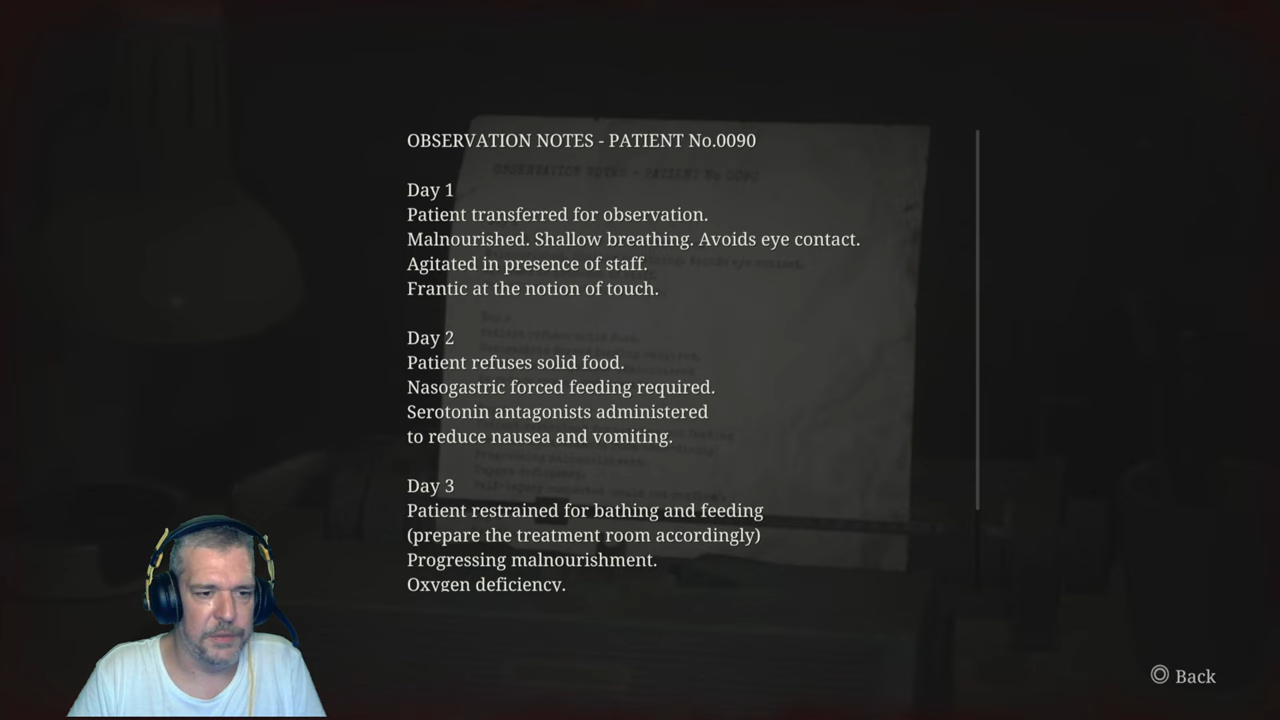 OBSERVATION NOTES - PATIENT No.0090
Day 1
Patient transferred for observation.
Malnourished. Shallow breathing. Avoids eye contact.
Agitated in presence of staff.
Frantic at the notion of touch.
Day 2
Patient refuses solid food.
Nasogastric forced feeding required.
Serotonin antagonists administered
to reduce nausea and vomiting.
Day 3
Patient restrained for bathing and feeding
(prepare the treatment room accordingly)
Progressing malnourishment.
Oxygen deficiency.
Back